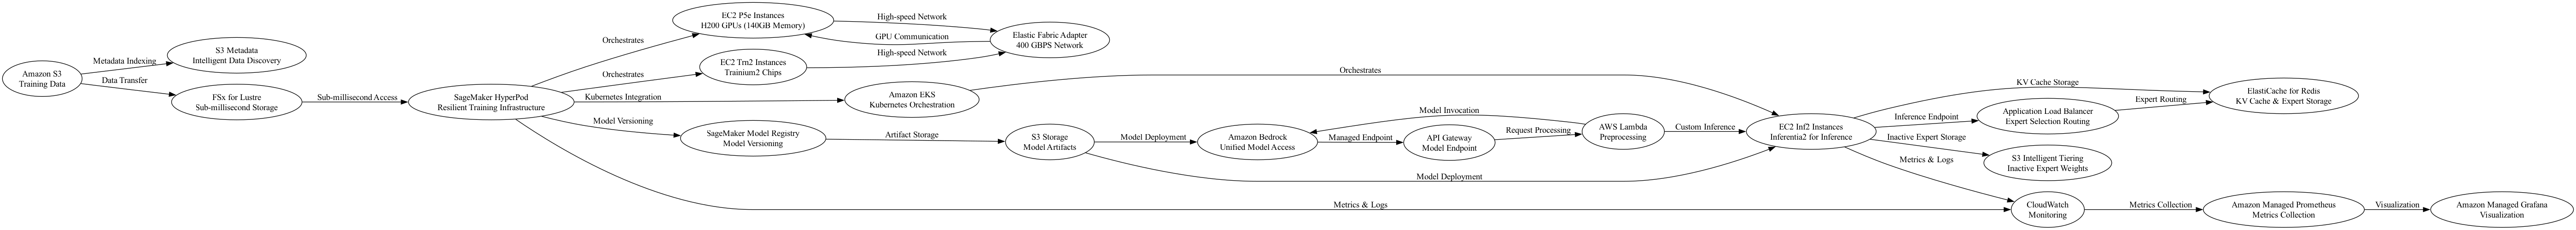 Amazon S3
Training Data
Metadata Indexing
Data Transfer
S3 Metadata
Intelligent Data Discovery
FSx for Lustre
Sub-millisecond Storage
Sub-millisecond Access
SageMaker HyperPod
Resilient Training Infrastructure
Orchestrates
Orchestrates
Kubernetes Integration
Model Versioning
Metrics & Logs
EC2 P5e Instances
H200 GPUs (140GB Memory)
High-speed Network
GPU Communication
High-speed Network
EC2 Trn2 Instances
Trainium2 Chips
Elastic Fabric Adapter
400 GBPS Network
Amazon EKS
Kubernetes Orchestration
Orchestrates
SageMaker Model Registry
Model Versioning
Artifact Storage
S3 Storage
Model Artifacts
Model Deployment
Model Deployment
Amazon Bedrock
Unified Model Access
Model Invocation
Managed Endpoint
API Gateway
Model Endpoint
Request Processing
AWS Lambda
Preprocessing
Custom Inference
EC2 Inf2 Instances
Inferentia2 for Inference
KV Cache Storage
Inference Endpoint
Inactive Expert Storage
Metrics & Logs
Application Load Balancer
Expert Selection Routing
Expert Routing
ElastiCache for Redis
KV Cache & Expert Storage
S3 Intelligent Tiering
Inactive Expert Weights
CloudWatch
Monitoring
Metrics Collection
Amazon Managed Prometheus
Metrics Collection
Visualization
Amazon Managed Grafana
Visualization